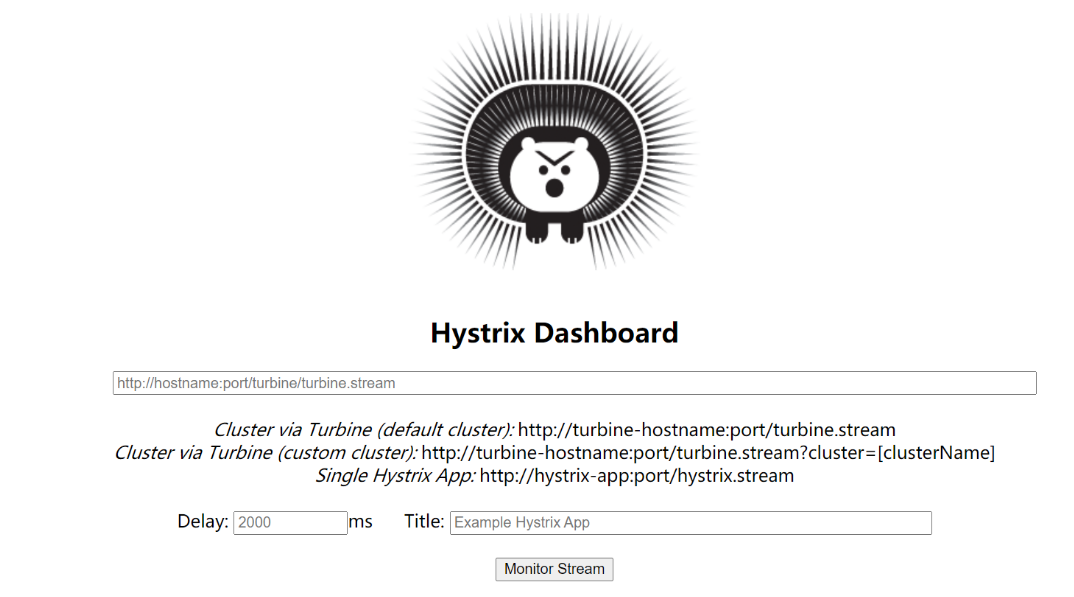 Hystrix Dashboard
http://hostname:port/turbine/turbine.stream
Cluster via Turbine (default cluster): http://turbine-hostname:port/turbine.stream
Cluster via Turbine (custom cluster): http://turbine-hostname:port/turbine.stream?cluster=[clusterName]
Single Hystrix App: http://hystrix-app:port/hystrix.stream
Delay: 2000 ms Title: Example Hystrix App
Monitor Stream